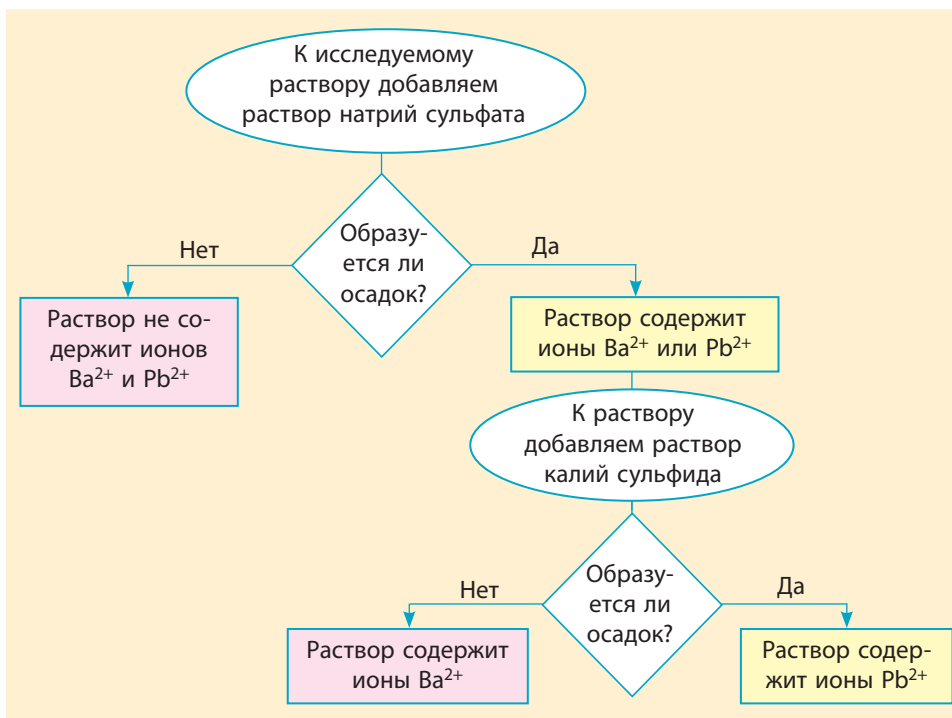 К исследуемому
раствору добавляем
раствор натрий сульфата
Образу-
ется ли
осадок?
Нет
Да
Раствор не со-
держит ионов
Ba²⁺ и Pb²⁺
Раствор содержит
ионы Ba²⁺ или Pb²⁺
К раствору
добавляем раствор
калий сульфида
Образу-
ется ли
осадок?
Нет
Да
Раствор содержит
ионы Ba²⁺
Раствор содер-
жит ионы Pb²⁺